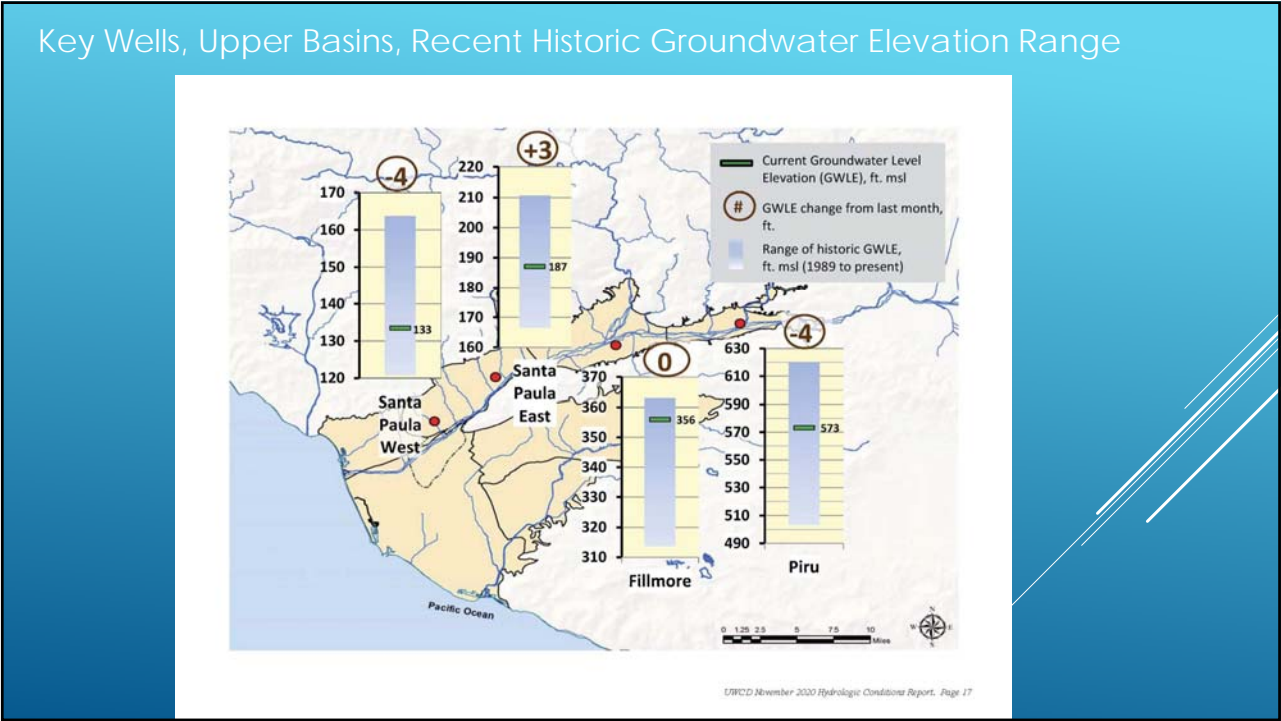 Key Wells, Upper Basins, Recent Historic Groundwater Elevation Range
-4
170
160
150
140
130
120
133
Santa
Paula
West
+3
220
210
200
190
180
170
160
187
Santa
Paula
East
Current Groundwater Level
Elevation (GWLE), ft. msl
#
GWLE change from last month,
ft.
Range of historic GWLE,
ft. msl (1989 to present)
0
370
360
350
340
330
320
310
356
Fillmore
-4
630
610
590
570
550
530
510
490
573
Piru
Pacific Ocean
0 1.25 2.5 5 7.5 10
Miles
N
W E
S
UWCD November 2020 Hydrologic Conditions Report. Page 17